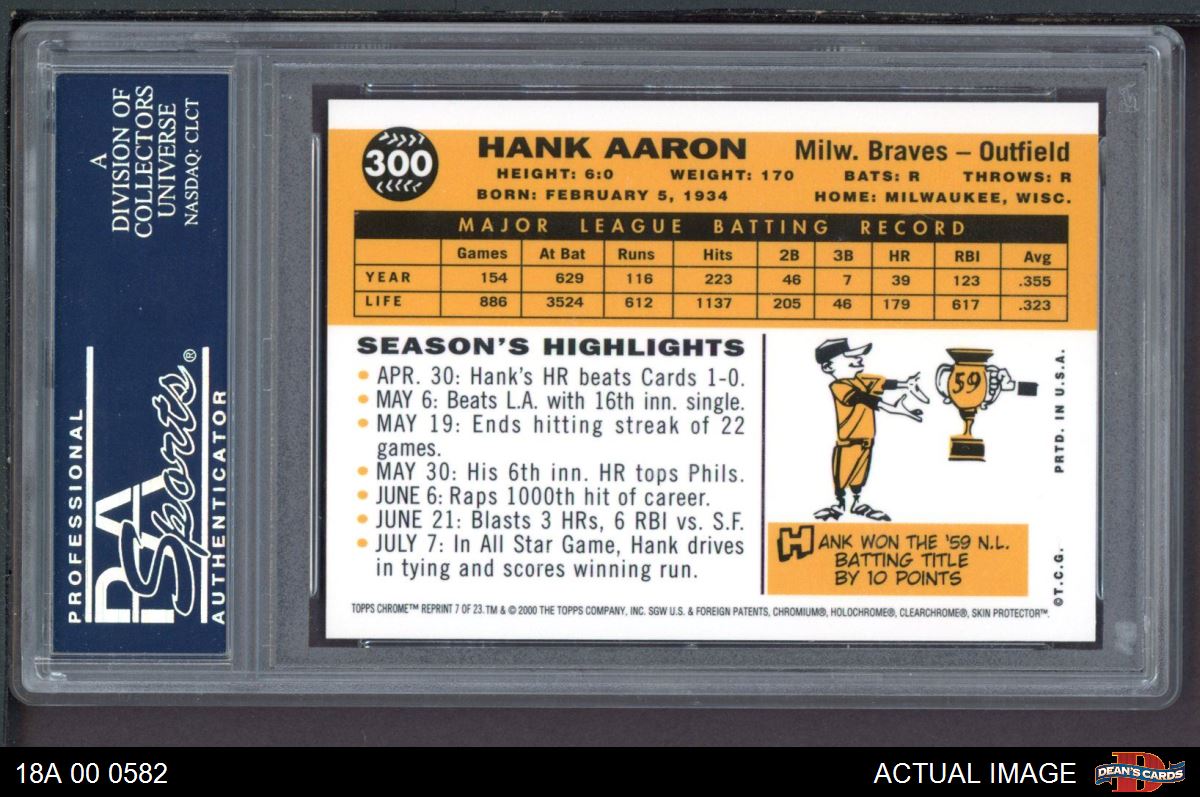 A
DIVISION OF
COLLECTORS
UNIVERSE
NASDAQ: CLCT
PROFESSIONAL
PSA
Sports®
AUTHENTICATOR
300
HANK AARON
Milw. Braves – Outfield
HEIGHT: 6:0 WEIGHT: 170 BATS: R THROWS: R
BORN: FEBRUARY 5, 1934 HOME: MILWAUKEE, WISC.
MAJOR LEAGUE BATTING RECORD
Games At Bat Runs Hits 2B 3B HR RBI Avg
YEAR 154 629 116 223 46 7 39 123 .355
LIFE 886 3524 612 1137 205 46 179 617 .323
SEASON'S HIGHLIGHTS
• APR. 30: Hank's HR beats Cards 1-0.
• MAY 6: Beats L.A. with 16th inn. single.
• MAY 19: Ends hitting streak of 22
games.
• MAY 30: His 6th inn. HR tops Phils.
• JUNE 6: Raps 1000th hit of career.
• JUNE 21: Blasts 3 HRs, 6 RBI vs. S.F.
• JULY 7: In All Star Game, Hank drives
in tying and scores winning run.
59
HANK WON THE '59 N.L.
BATTING TITLE
BY 10 POINTS
©T.C.G. PRTD. IN U.S.A.
TOPPS CHROME™ REPRINT 7 OF 23. TM & © 2000 THE TOPPS COMPANY, INC. SGW U.S. & FOREIGN PATENTS, CHROMIUM®, HOLOCHROME®, CLEARCHROME®, SKIN PROTECTOR™.
18A 00 0582
ACTUAL IMAGE
D
DEAN'S CARDS